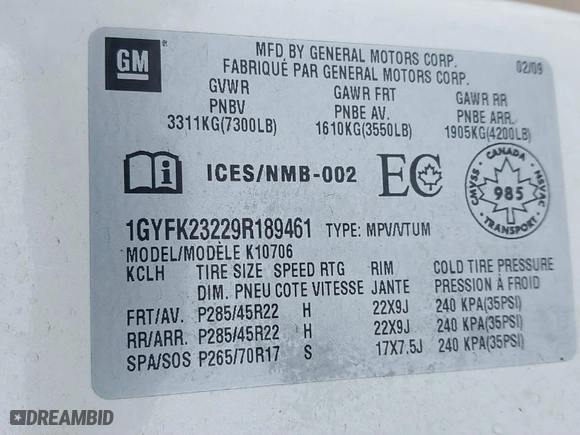 GM
MFD BY GENERAL MOTORS CORP.
FABRIQUÉ PAR GENERAL MOTORS CORP.
02/09
GVWR GAWR FRT GAWR RR
PNBV PNBE AV. PNBE ARR.
3311KG(7300LB) 1610KG(3550LB) 1905KG(4200LB)
ICES/NMB-002
EC
CANADA
CMVSS 985 NSVAC
TRANSPORT
1GYFK23229R189461 TYPE: MPV/VTUM
MODEL/MODÈLE K10706
KCLH TIRE SIZE SPEED RTG RIM COLD TIRE PRESSURE
DIM. PNEU COTE VITESSE JANTE PRESSION À FROID
FRT/AV. P285/45R22 H 22X9J 240 KPA(35PSI)
RR/ARR. P285/45R22 H 22X9J 240 KPA(35PSI)
SPA/SOS P265/70R17 S 17X7.5J 240 KPA(35PSI)
DREAMBID